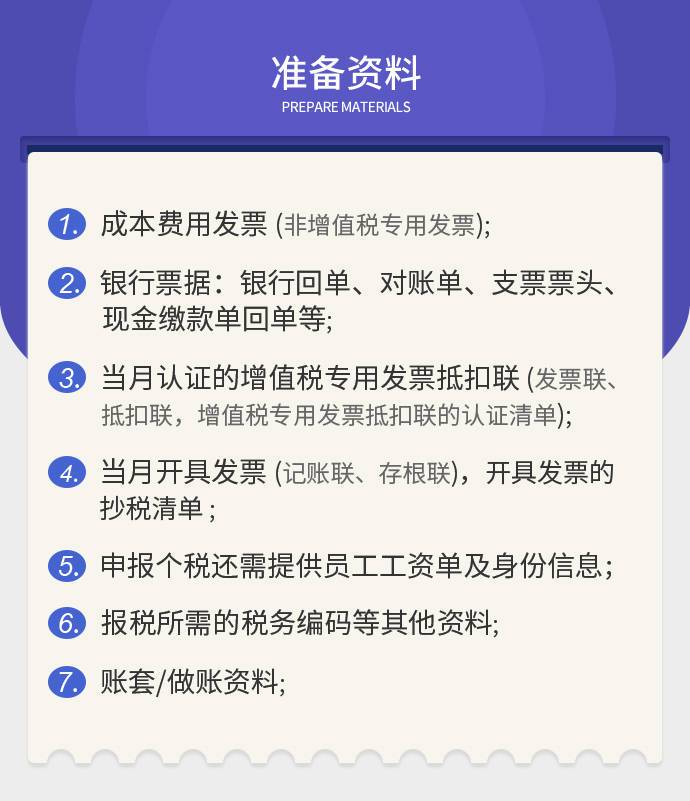 准备资料
PREPARE MATERIALS
1. 成本费用发票 (非增值税专用发票);
2. 银行票据：银行回单、对账单、支票票头、
现金缴款单回单等;
3. 当月认证的增值税专用发票抵扣联 (发票联、
抵扣联，增值税专用发票抵扣联的认证清单);
4. 当月开具发票 (记账联、存根联)，开具发票的
抄税清单 ;
5. 申报个税还需提供员工工资单及身份信息；
6. 报税所需的税务编码等其他资料;
7. 账套/做账资料;